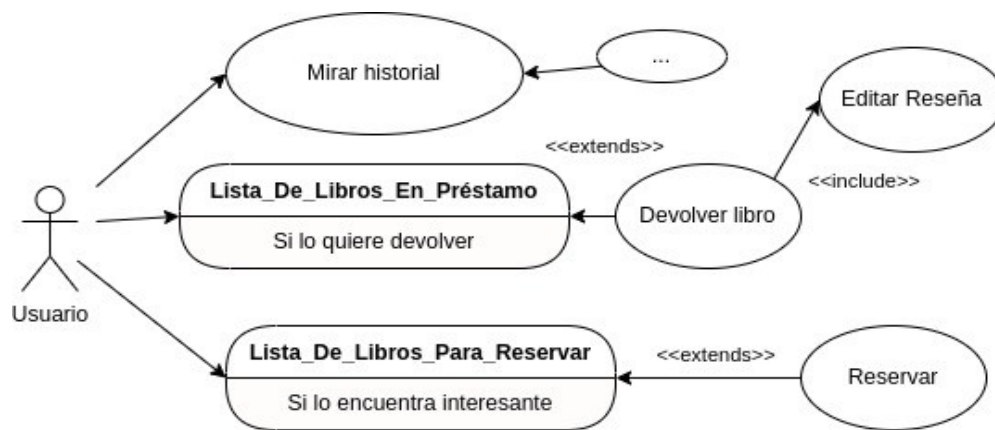 Mirar historial
...
Editar Reseña
<<extends>>
Lista_De_Libros_En_Préstamo
Si lo quiere devolver
Devolver libro
<<include>>
Usuario
Lista_De_Libros_Para_Reservar
Si lo encuentra interesante
<<extends>>
Reservar